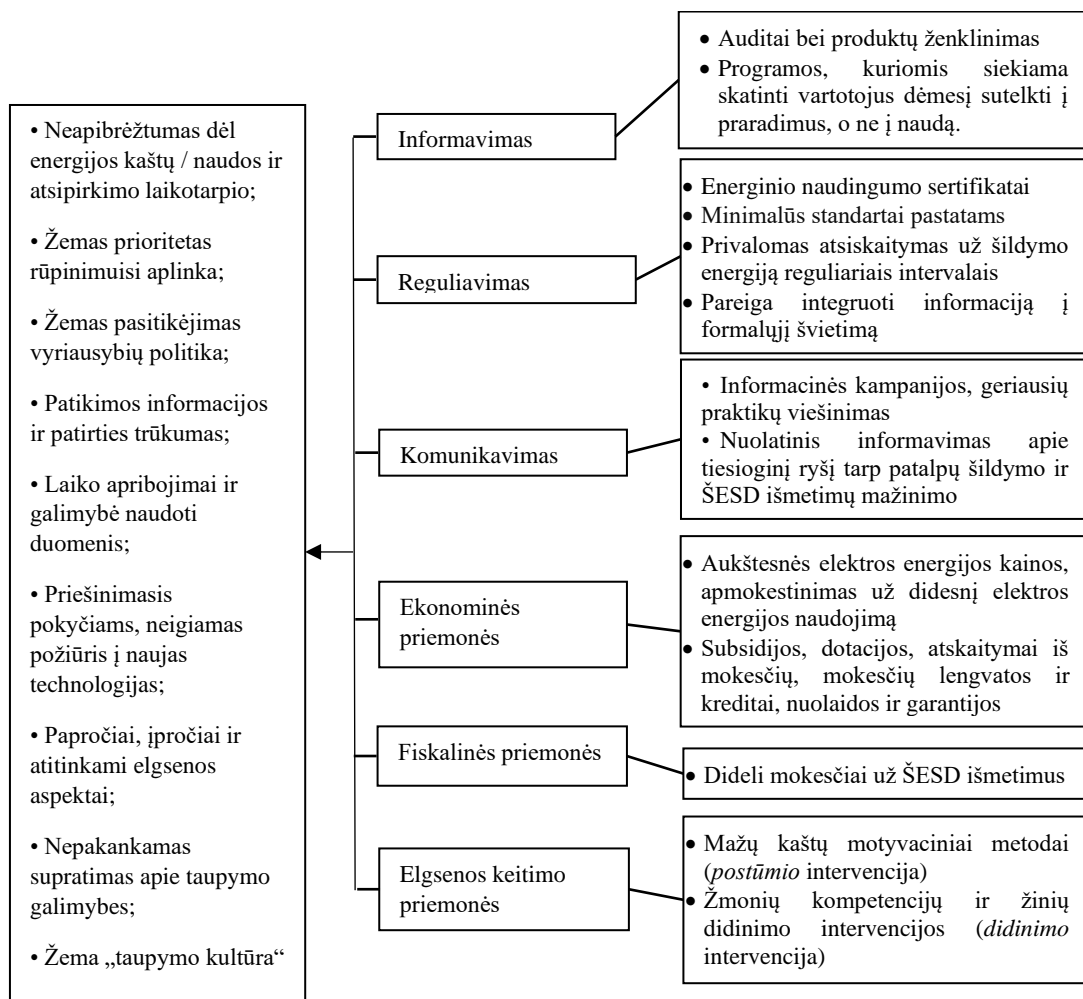 • Neapibrėžtumas dėl
energijos kaštų / naudos ir
atsipirkimo laikotarpio;
• Žemas prioritetas
rūpinimuisi aplinka;
• Žemas pasitikėjimas
vyriausybių politika;
• Patikimos informacijos
ir patirties trūkumas;
• Laiko apribojimai ir
galimybė naudoti
duomenis;
• Priešinimasis
pokyčiams, neigiamas
požiūris į naujas
technologijas;
• Papročiai, įpročiai ir
atitinkami elgsenos
aspektai;
• Nepakankamas
supratimas apie taupymo
galimybes;
• Žema „taupymo kultūra“
Informavimas
• Auditai bei produktų ženklinimas
• Programos, kuriomis siekiama
skatinti vartotojus dėmesį sutelkti į
praradimus, o ne į naudą.
Reguliavimas
• Energinio naudingumo sertifikatai
• Minimalūs standartai pastatams
• Privalomas atsiskaitymas už šildymo
energiją reguliariais intervalais
• Pareiga integruoti informaciją į
formalųjį švietimą
Komunikavimas
• Informacinės kampanijos, geriausių
praktikų viešinimas
• Nuolatinis informavimas apie
tiesioginį ryšį tarp patalpų šildymo ir
ŠESD išmetimų mažinimo
Ekonominės
priemonės
• Aukštesnės elektros energijos kainos,
apmokestinimas už didesnį elektros
energijos naudojimą
• Subsidijos, dotacijos, atskaitymai iš
mokesčių, mokesčių lengvatos ir
kreditai, nuolaidos ir garantijos
Fiskalinės priemonės
• Dideli mokesčiai už ŠESD išmetimus
Elgsenos keitimo
priemonės
• Mažų kaštų motyvaciniai metodai
(postūmio intervencija)
• Žmonių kompetencijų ir žinių
didinimo intervencijos (didinimo
intervencija)